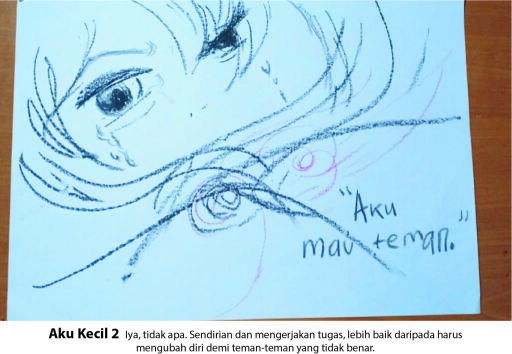 "Aku
mau teman."
Aku Kecil 2 Iya, tidak apa. Sendirian dan mengerjakan tugas, lebih baik daripada harus
mengubah diri demi teman-teman yang tidak benar.